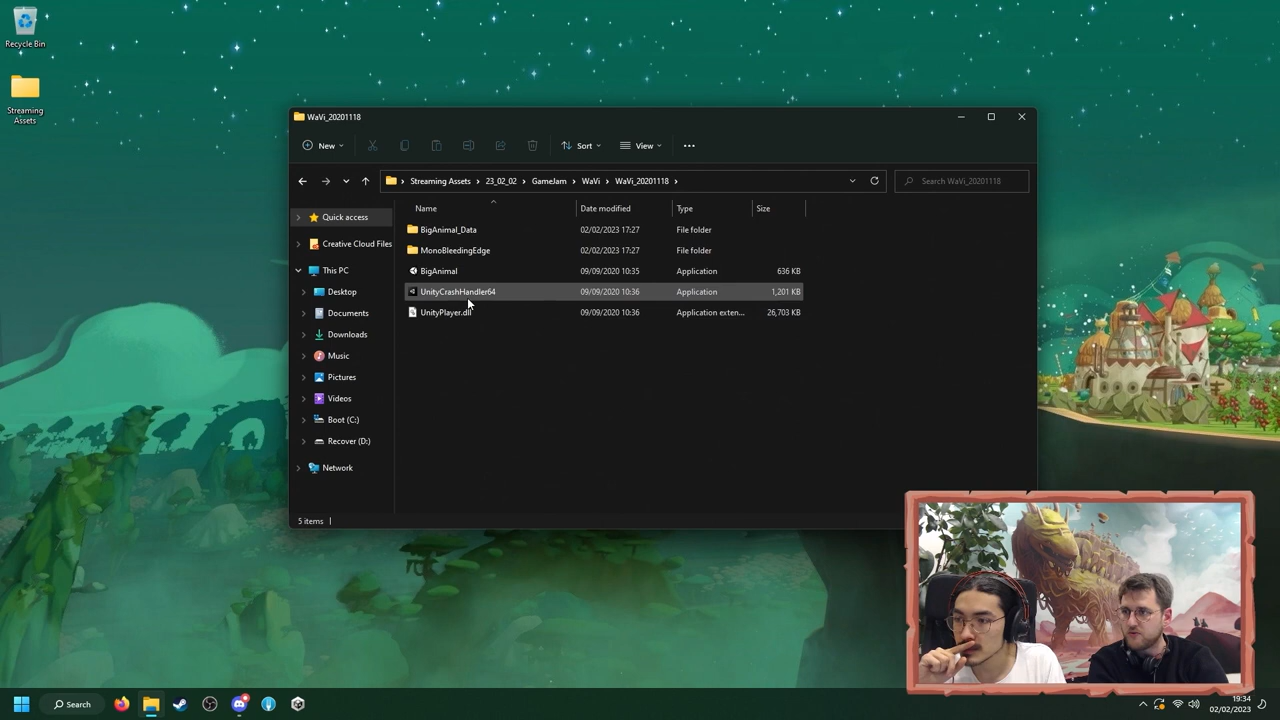 Recycle Bin
Streaming
Assets
WaVi_20201118
New
Sort
View
Streaming Assets > 23_02_02 > GameJam > WaVi > WaVi_20201118 >
Search WaVi_20201118
Quick access
Creative Cloud Files
This PC
Desktop
Documents
Downloads
Music
Pictures
Videos
Boot (C:)
Recover (D:)
Network
Name Date modified Type Size
BigAnimal_Data 02/02/2023 17:27 File folder
MonoBleedingEdge 02/02/2023 17:27 File folder
BigAnimal 09/09/2020 10:35 Application 636 KB
UnityCrashHandler64 09/09/2020 10:36 Application 1,201 KB
UnityPlayer.dll 09/09/2020 10:36 Application exten... 26,703 KB
5 items
Search
19:34
02/02/2023